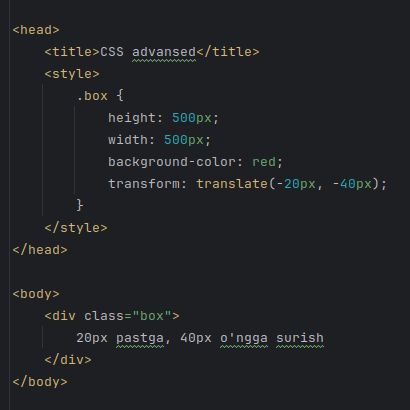 <head>
    <title>CSS advansed</title>
    <style>
        .box {
            height: 500px;
            width: 500px;
            background-color: red;
            transform: translate(-20px, -40px);
        }
    </style>
</head>

<body>
    <div class="box">
        20px pastga, 40px o'ngga surish
    </div>
</body>